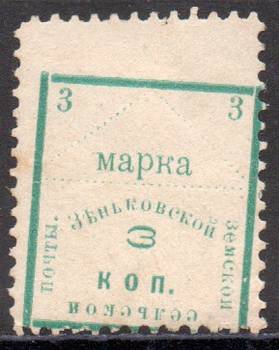 3 3
марка
Зѣньковской
3
КОП.
земской
сельской
почты.